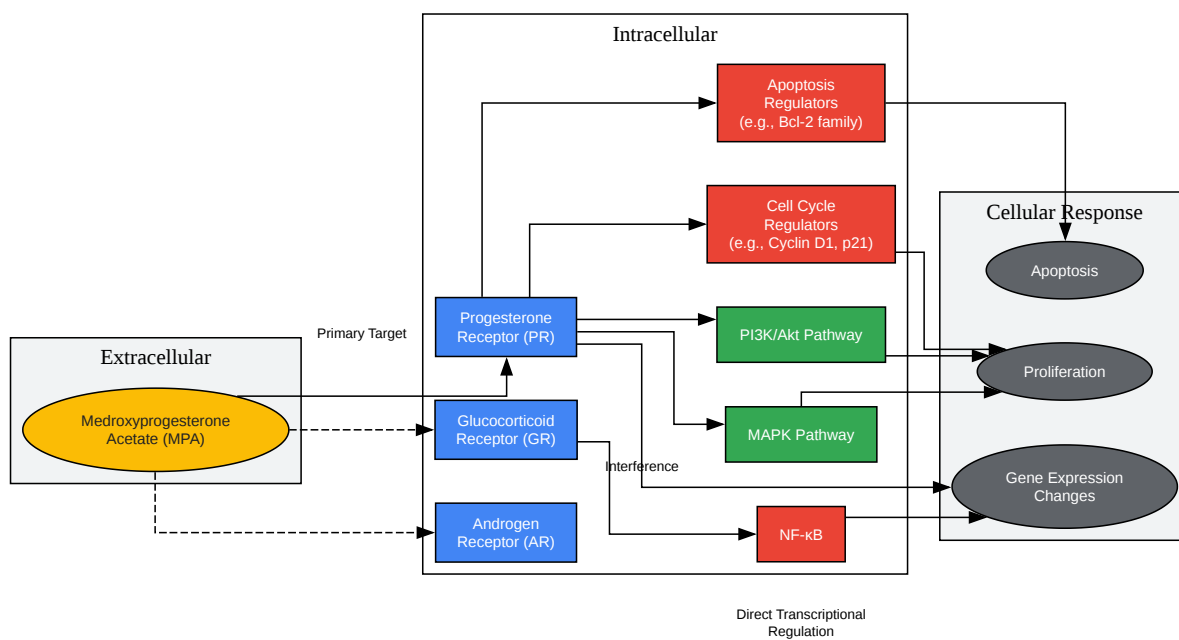 Intracellular
Apoptosis
Regulators
(e.g., Bcl-2 family)
Cell Cycle
Regulators
(e.g., Cyclin D1, p21)
Cellular Response
Apoptosis
Progesterone
Receptor (PR)
Primary Target
PI3K/Akt Pathway
Extracellular
Proliferation
Medroxyprogesterone
Acetate (MPA)
Glucocorticoid
Receptor (GR)
MAPK Pathway
Interference
Gene Expression
Changes
Androgen
Receptor (AR)
NF-κB
Direct Transcriptional
Regulation